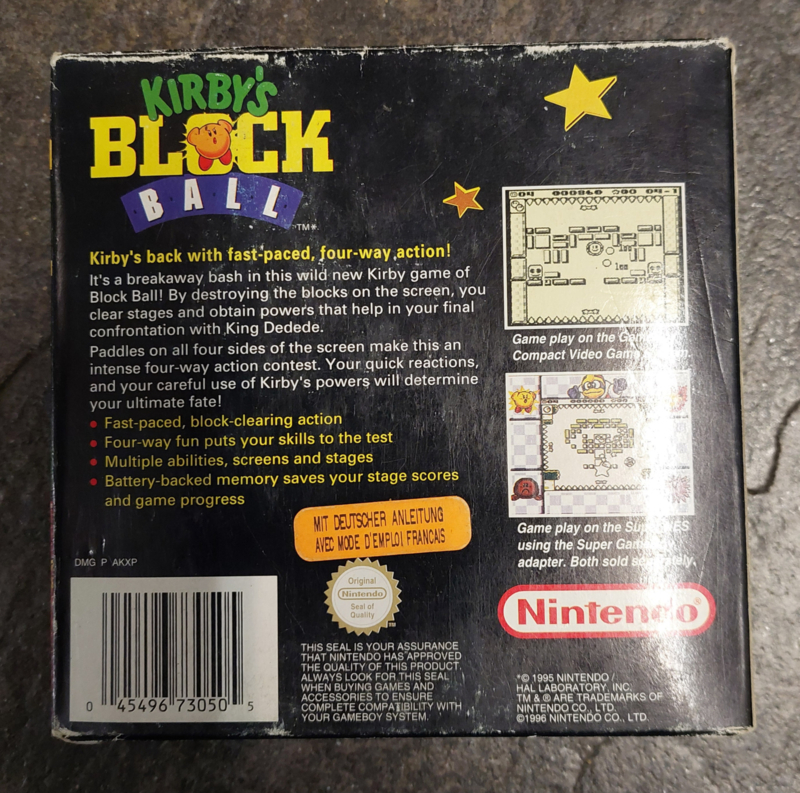 KIRBY'S
BLOCK
BALL
TM*
Kirby's back with fast-paced, four-way action!
It's a breakaway bash in this wild new Kirby game of
Block Ball! By destroying the blocks on the screen, you
clear stages and obtain powers that help in your final
confrontation with King Dedede.
Paddles on all four sides of the screen make this an
intense four-way action contest. Your quick reactions,
and your careful use of Kirby's powers will determine
your ultimate fate!
• Fast-paced, block-clearing action
• Four-way fun puts your skills to the test
• Multiple abilities, screens and stages
• Battery-backed memory saves your stage scores
and game progress
MIT DEUTSCHER ANLEITUNG
AVEC MODE D'EMPLOI FRANCAIS
DMG P AKXP
0 45496 73050 5
Original
Nintendo
Seal of
Quality
TM
THIS SEAL IS YOUR ASSURANCE
THAT NINTENDO HAS APPROVED
THE QUALITY OF THIS PRODUCT.
ALWAYS LOOK FOR THIS SEAL
WHEN BUYING GAMES AND
ACCESSORIES TO ENSURE
COMPLETE COMPATIBILITY WITH
YOUR GAMEBOY SYSTEM.
Game play on the
Compact Video Game
Game play on the
using the Super
adapter. Both sold
Nintendo®
*© 1995 NINTENDO /
HAL LABORATORY, INC.
TM & ® ARE TRADEMARKS OF
NINTENDO CO., LTD.
©1996 NINTENDO CO., LTD.